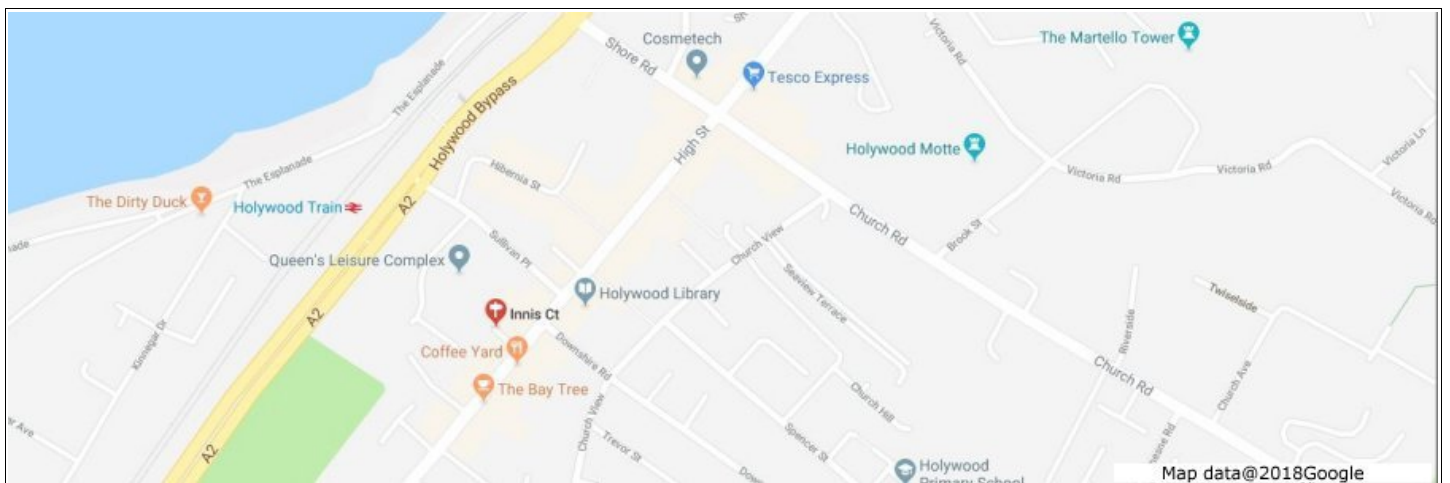 Cosmetech
Shore Rd
Tesco Express
Victoria Rd
The Martello Tower
The Esplanade
Holywood Bypass
High St
Holywood Motte
Victoria Ln
Victoria Rd
Victoria Rd
Victoria Rd
Hibernia St
The Esplanade
The Dirty Duck
Holywood Train
A2
Church Rd
Brook St
Church View
Sullivan Pl
Queen's Leisure Complex
Seaview Terrace
Holywood Library
Twiselside
Innis Ct
A2
Kinnegar Dr
Riverside
Coffee Yard
Downshire Rd
The Bay Tree
Church Rd
Church Ave
Church Hill
Church View
Trevor St
Spencer St
A2
Holywood
Primary School
Map data@2018Google